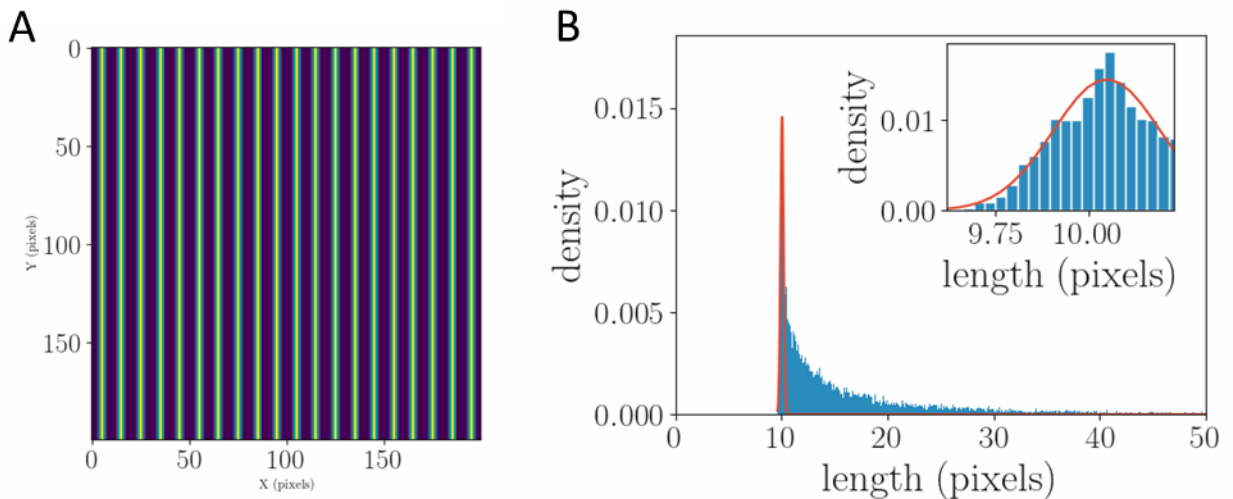 A
0
50
100
150
Y (pixels)
0 50 100 150
X (pixels)
B
0.015
0.010
0.005
0.000
density
0 10 20 30 40 50
length (pixels)
0.01
0.00
density
9.75 10.00
length (pixels)